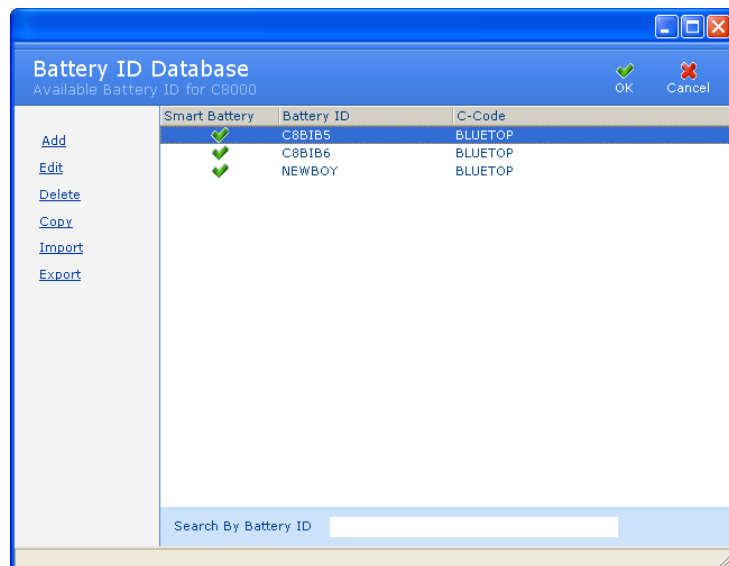 Battery ID Database
Available Battery ID for C8000
OK
Cancel
Add
Edit
Delete
Copy
Import
Export
Smart Battery Battery ID C-Code
C8BIB5 BLUETOP
C8BIB6 BLUETOP
NEWBOY BLUETOP
Search By Battery ID